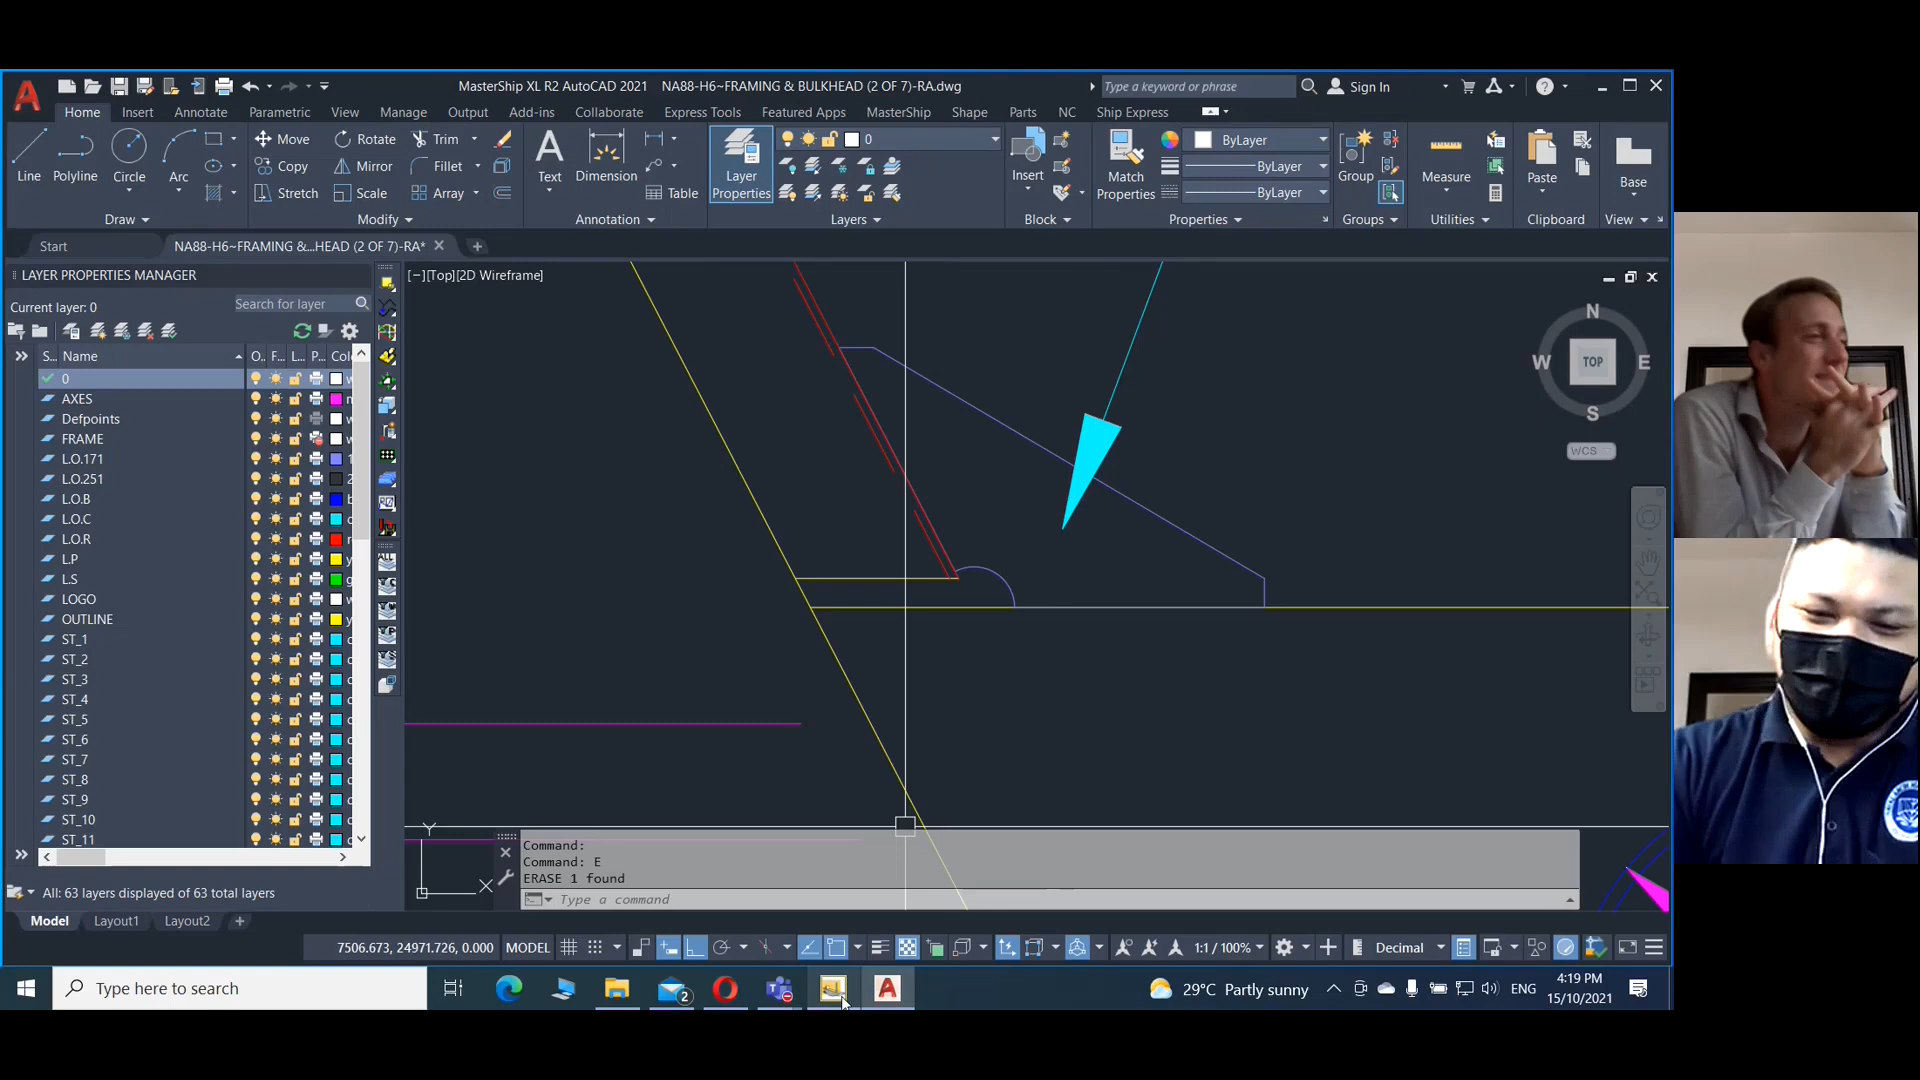 MasterShip XL R2 AutoCAD 2021 NA88-H6~FRAMING & BULKHEAD (2 OF 7)-RA.dwg
Type a keyword or phrase
Sign In
Home Insert Annotate Parametric View Manage Output Add-ins Collaborate Express Tools Featured Apps MasterShip Shape Parts NC Ship Express
Line Polyline Circle Arc
Move Rotate Trim
Copy Mirror Fillet
Stretch Scale Array
Text Dimension Table
Layer Properties
0
Insert
Match Properties
ByLayer
ByLayer
ByLayer
Group Measure Paste Base
Draw Modify Annotation Layers Block Properties Groups Utilities Clipboard View
Start NA88-H6~FRAMING &...HEAD (2 OF 7)-RA*
LAYER PROPERTIES MANAGER
Current layer: 0
Search for layer
S.. Name O.. F.. L.. P... Colo
0
AXES
Defpoints
FRAME
L.O.171
L.O.251
L.O.B
L.O.C
L.O.R
L.P
L.S
LOGO
OUTLINE
ST_1
ST_2
ST_3
ST_4
ST_5
ST_6
ST_7
ST_8
ST_9
ST_10
ST_11
All: 63 layers displayed of 63 total layers
[−][Top][2D Wireframe]
N
W TOP E
S
WCS
Y
X
Command:
Command: E
ERASE 1 found
Type a command
Model Layout1 Layout2
7506.673, 24971.726, 0.000 MODEL 1:1 / 100% Decimal
Type here to search
2
29°C Partly sunny
ENG
4:19 PM
15/10/2021